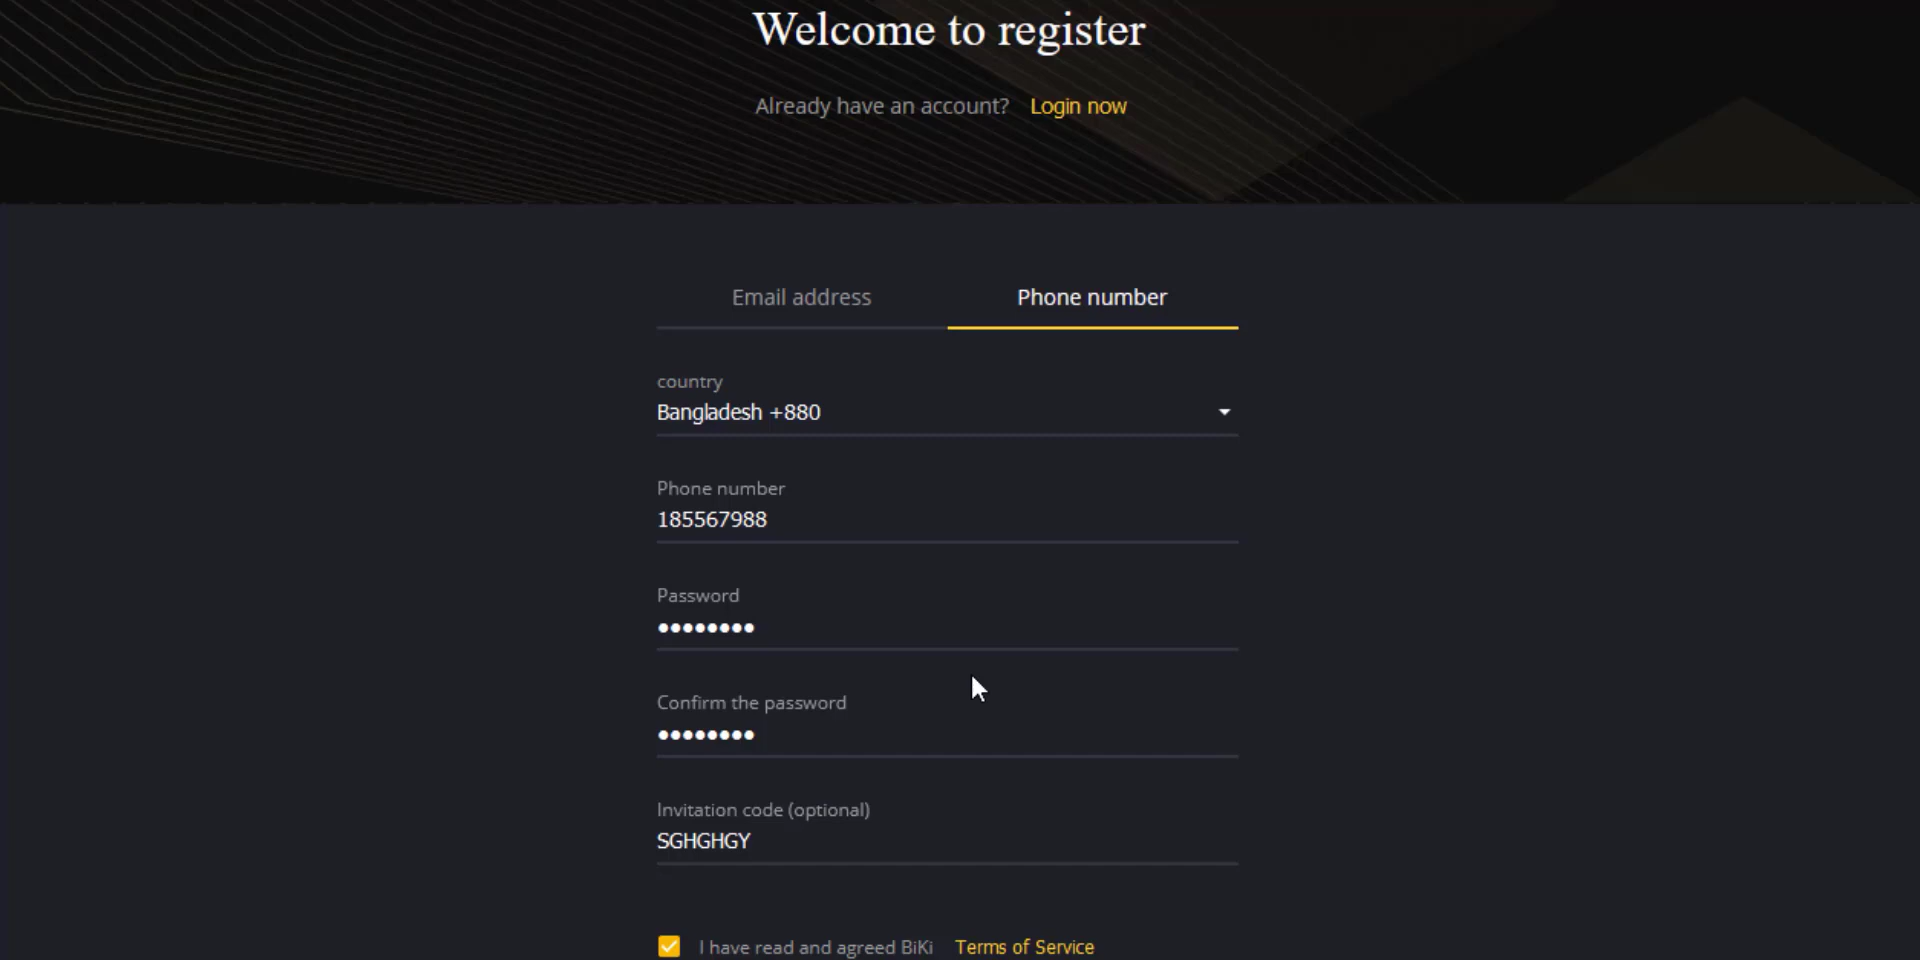 Welcome to register
Already have an account? Login now
Email address Phone number
country
Bangladesh +880
Phone number
185567988
Password
••••••••
Confirm the password
••••••••
Invitation code (optional)
SGHGHGY
I have read and agreed BiKi Terms of Service